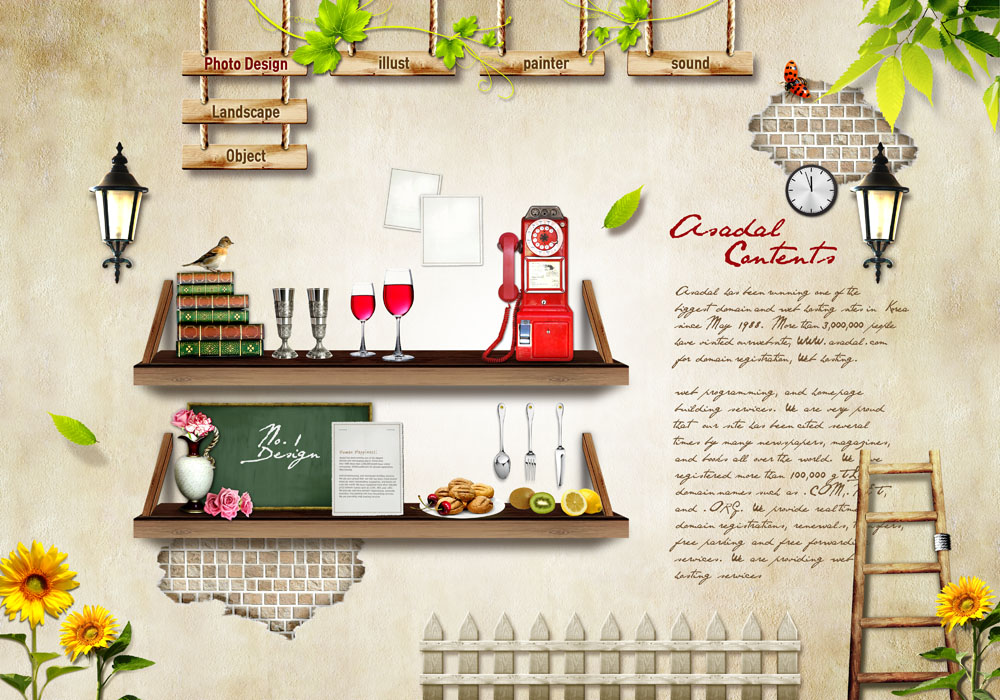 Photo Design
illust
painter
sound
Landscape
Object
Asadal
Contents
Asadal has been running one of the
biggest domain and web hosting sites in Korea
since May 1988. More than 3,000,000 people
have visited our website, WWW.asadal.com
for domain registration, Web hosting.
web programming, and homepage
building services. We are very proud
that our site has been cited several
times by many newspapers, magazines,
and books all over the world. We
registered more than 100,000
domain names such as .COM,
and .ORG. We provide realtime
domain registrations, renewals,
free parking and free forwarding
services. We are providing web
hosting services
No.1
Design